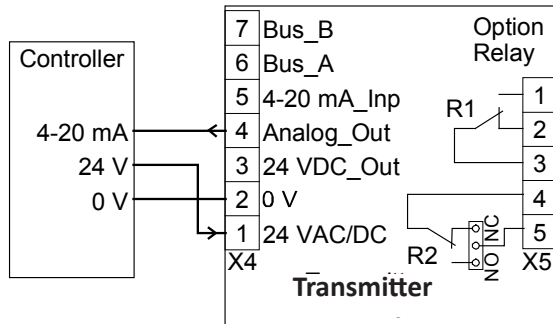 Controller
4-20 mA
24 V
0 V
7 Bus_B
6 Bus_A
5 4-20 mA_Inp
4 Analog_Out
3 24 VDC_Out
2 0 V
1 24 VAC/DC
X4
Option
Relay
R1
1
2
3
4
5
X5
R2
NC
NO
Transmitter